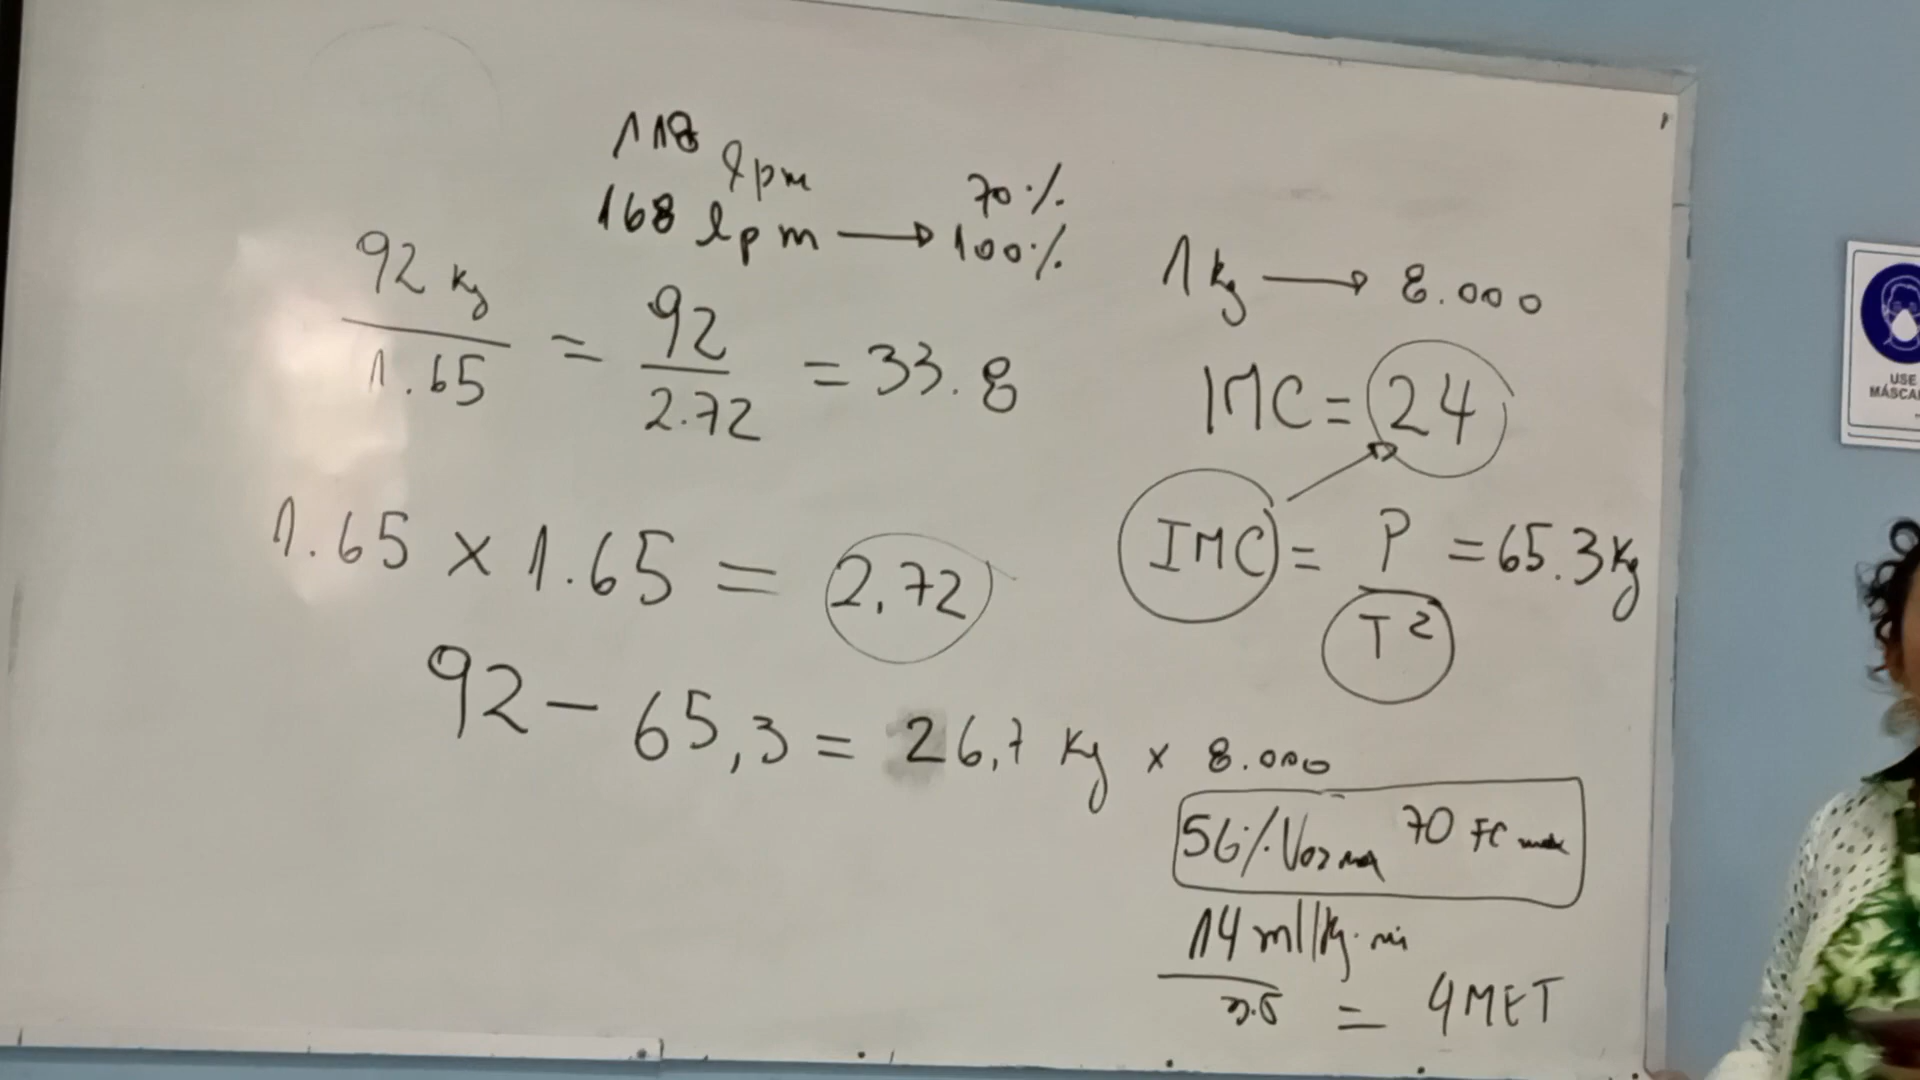 118 lpm 70%
168 lpm → 100%
92 kg / 1.65 = 92 / 2.72 = 33.8
1.65 x 1.65 = 2,72
92 - 65,3 = 26,7 kg x 8.000
1 kg → 8.000
IMC = 24
IMC = P / T² = 65.3 kg
56% Vo2 max 70 FC max
14 ml/kg·mi / 3.5 = 4 MET
USE